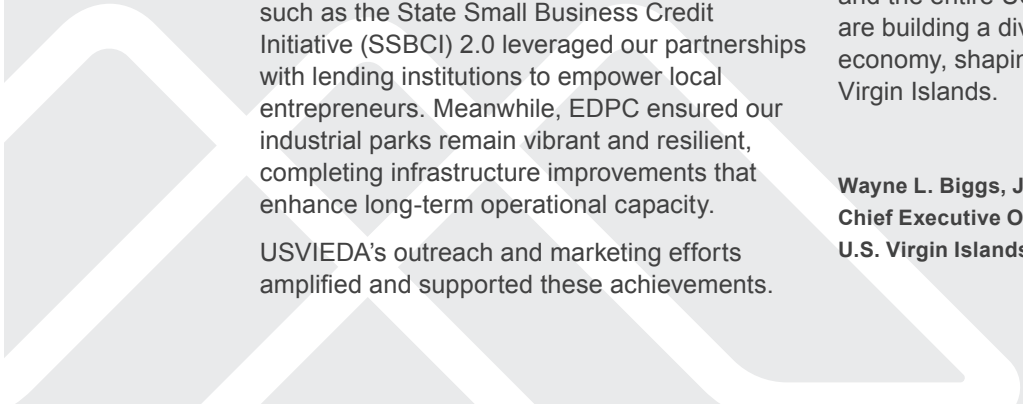 such as the State Small Business Credit
Initiative (SSBCI) 2.0 leveraged our partnerships
with lending institutions to empower local
entrepreneurs. Meanwhile, EDPC ensured our
industrial parks remain vibrant and resilient,
completing infrastructure improvements that
enhance long-term operational capacity.
USVIEDA’s outreach and marketing efforts
amplified and supported these achievements.
and the entire
are building a
economy,
Virgin Islands.
Wayne L. Biggs,
Chief Executive
U.S. Virgin Islands